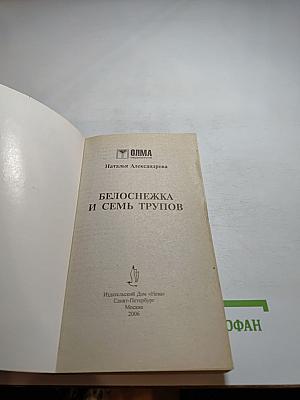 ОЛМА
Наталья Александрова
БЕЛОСНЕЖКА
И СЕМЬ ТРУПОВ
Издательский Дом «Нева»
Санкт-Петербург
Москва
2006
ОФАН